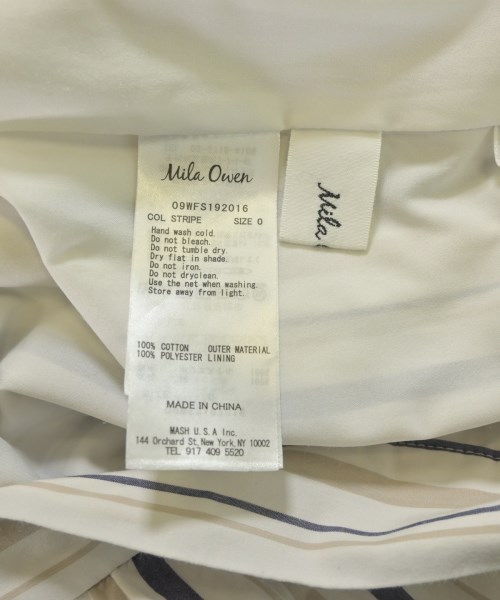 Mila Owen
09WFS192016
COL STRIPE SIZE 0
Hand wash cold.
Do not bleach.
Do not tumble dry.
Dry flat in shade.
Do not iron.
Do not dryclean.
Use the net when washing.
Store away from light.
100% COTTON OUTER MATERIAL
100% POLYESTER LINING
MADE IN CHINA
MASH U.S.A Inc.
144 Orchard St, New York, NY 10002
TEL 917 409 5520
Mila